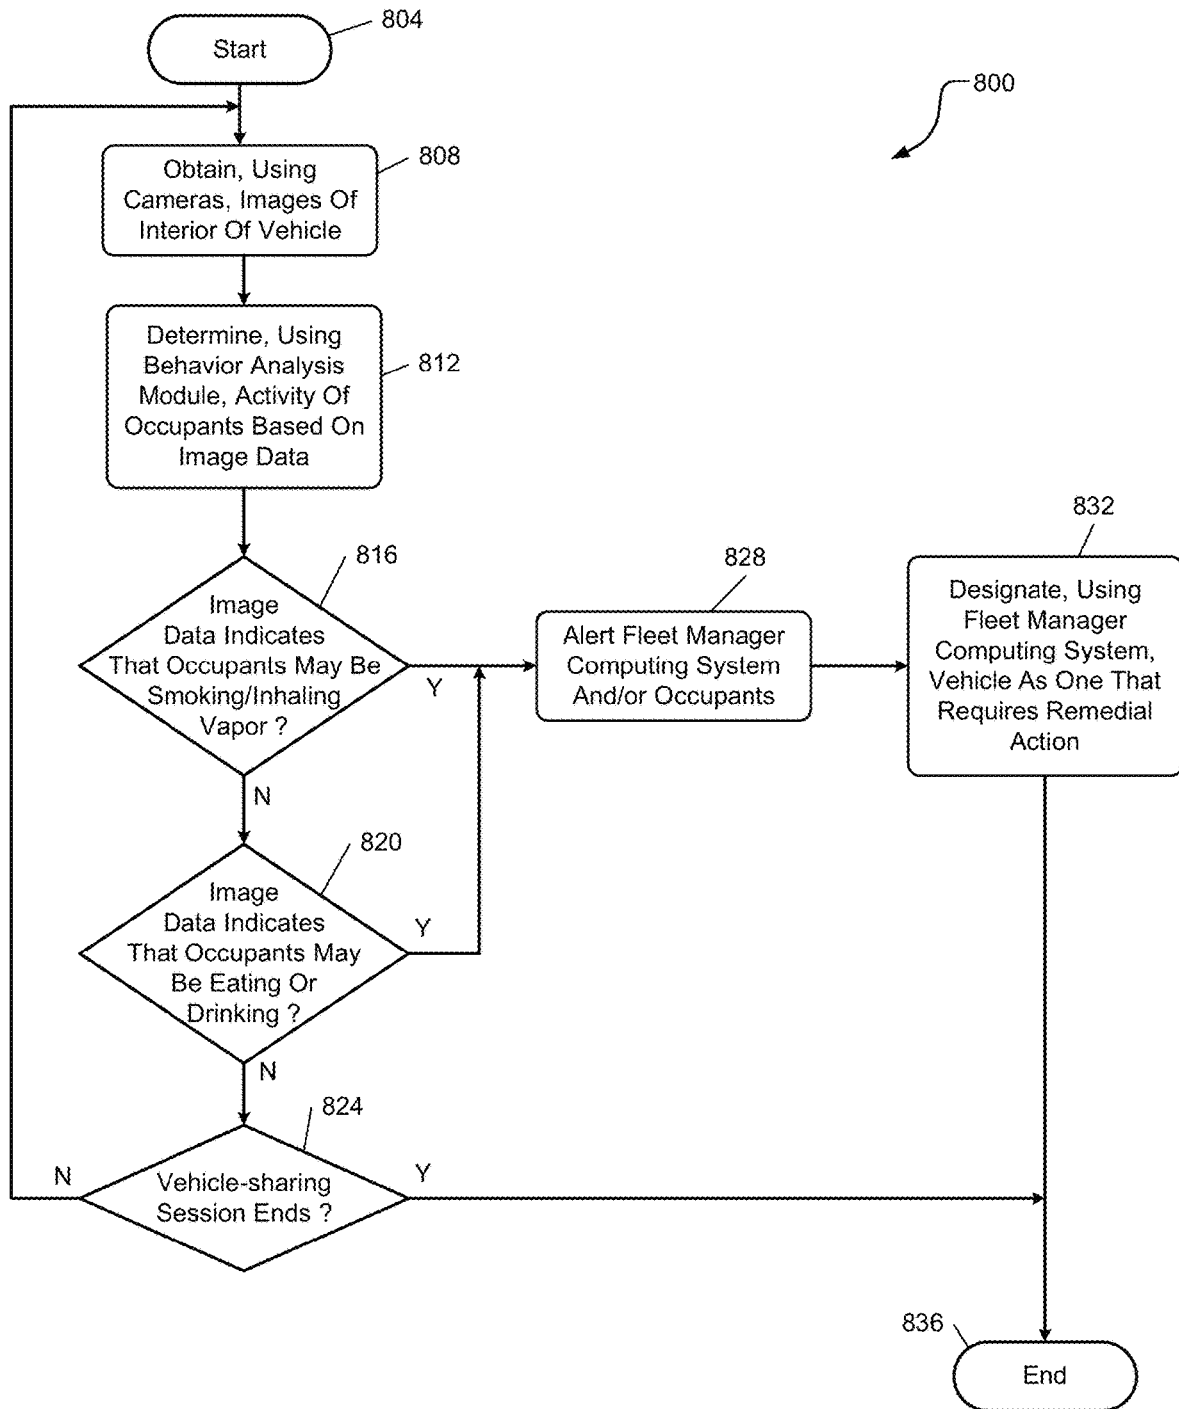 804
Start
800
808
Obtain, Using
Cameras, Images Of
Interior Of Vehicle
Determine, Using
Behavior Analysis
Module, Activity Of
Occupants Based On
Image Data
812
816
Image
Data Indicates
That Occupants May Be
Smoking/Inhaling
Vapor ?
Y
N
828
Alert Fleet Manager
Computing System
And/or Occupants
832
Designate, Using
Fleet Manager
Computing System,
Vehicle As One That
Requires Remedial
Action
820
Image
Data Indicates
That Occupants May
Be Eating Or
Drinking ?
Y
N
824
N
Vehicle-sharing
Session Ends ?
Y
836
End